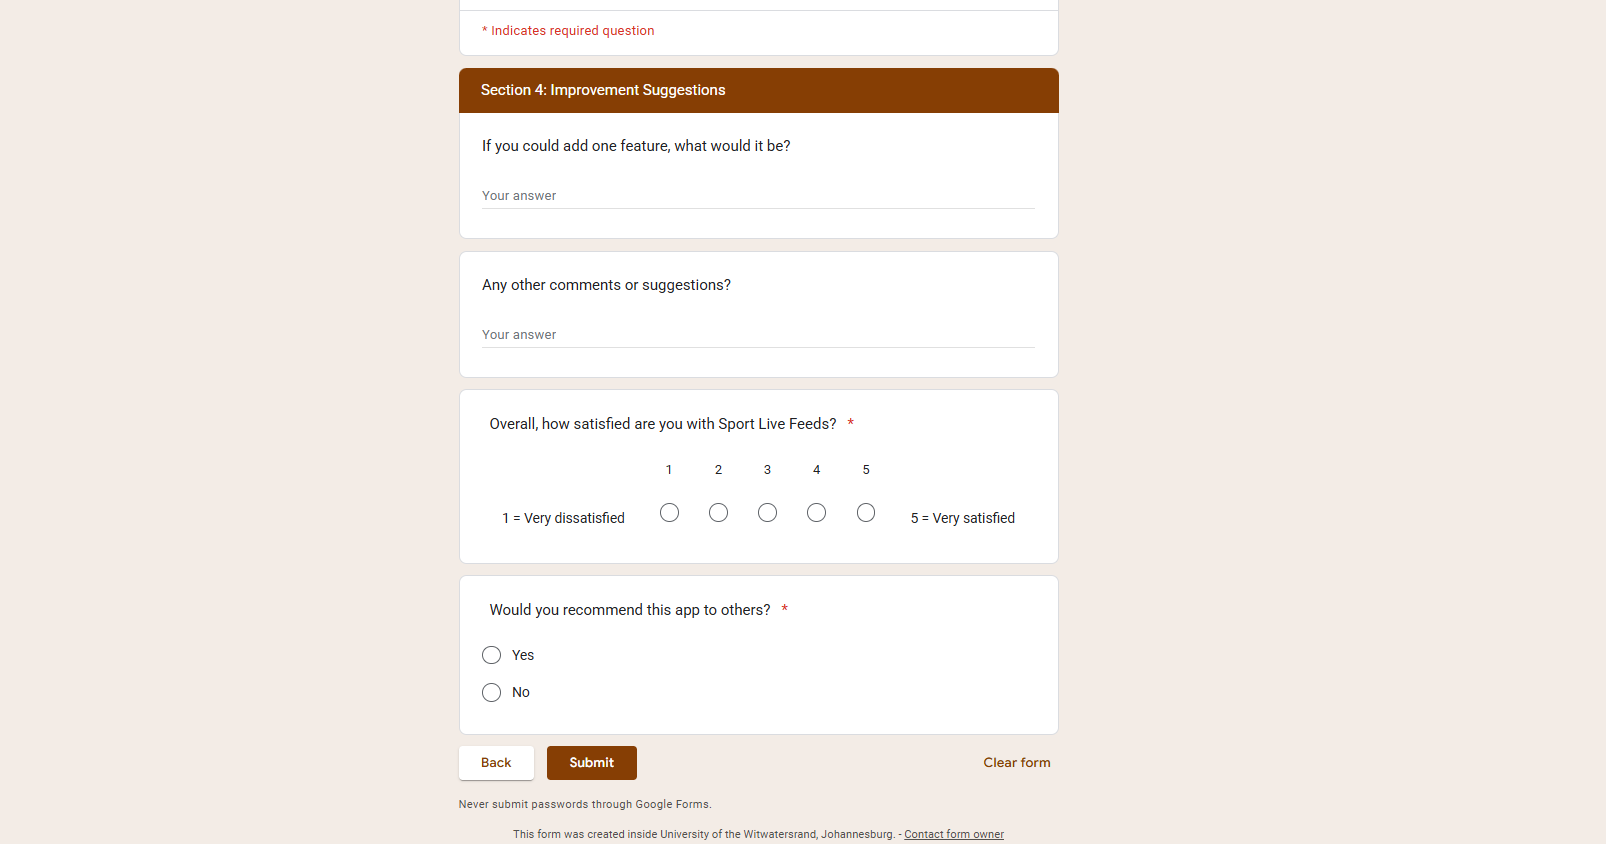 * Indicates required question
Section 4: Improvement Suggestions
If you could add one feature, what would it be?
Your answer
Any other comments or suggestions?
Your answer
Overall, how satisfied are you with Sport Live Feeds? *
1 2 3 4 5
1 = Very dissatisfied 5 = Very satisfied
Would you recommend this app to others? *
Yes
No
Back Submit Clear form
Never submit passwords through Google Forms.
This form was created inside University of the Witwatersrand, Johannesburg. - Contact form owner